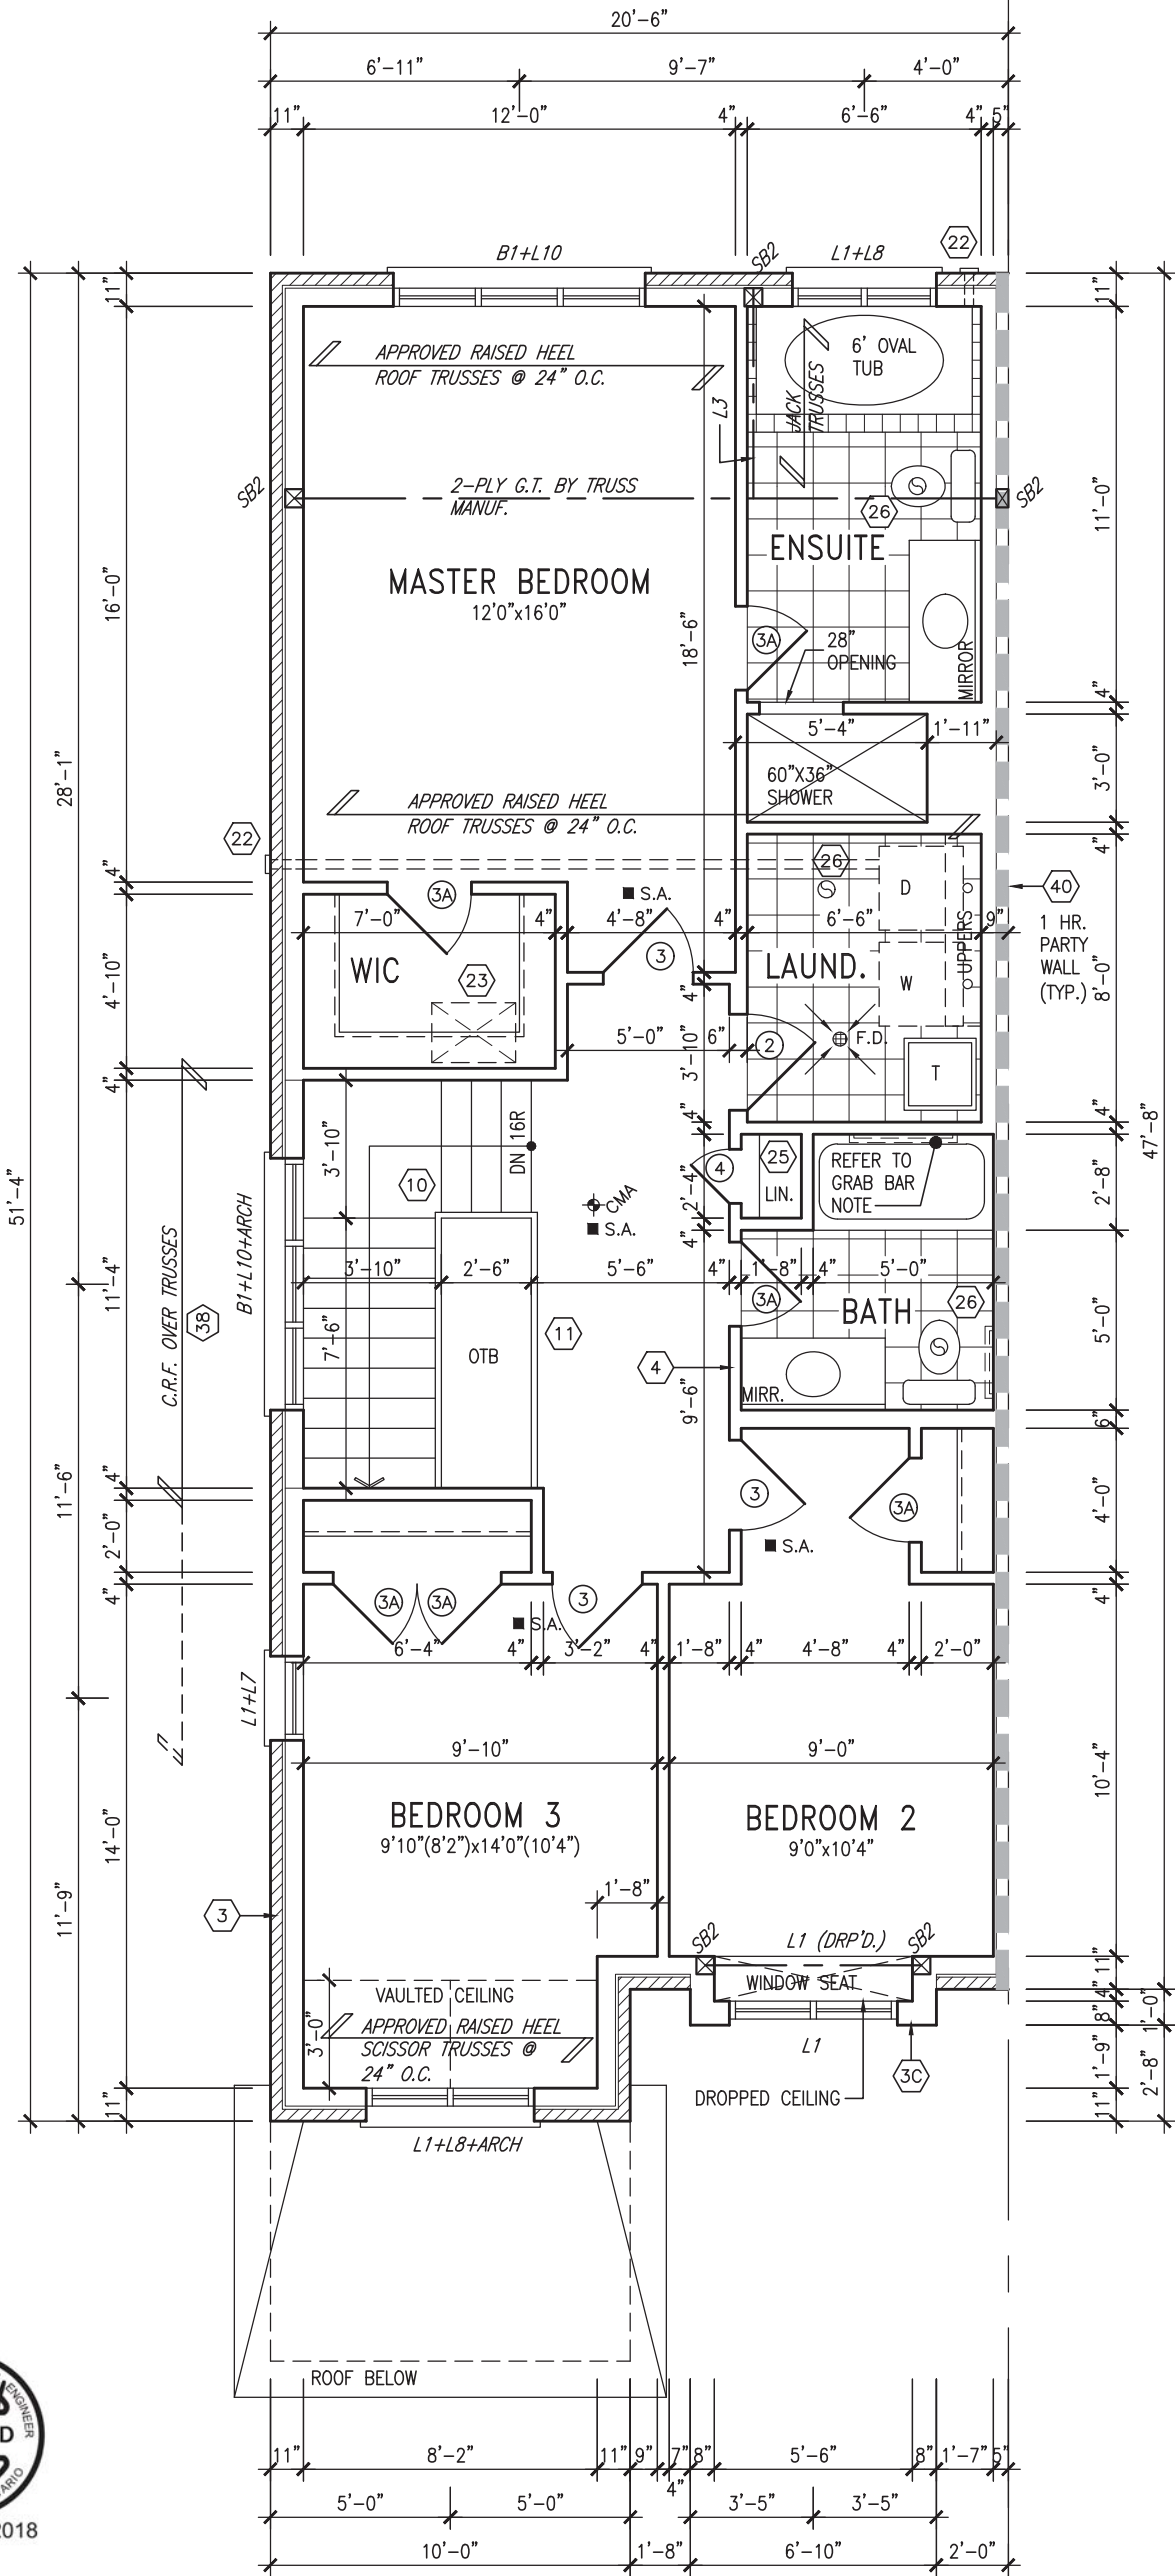 20'-6"
6'-11" 9'-7" 4'-0"
11" 12'-0" 4" 6'-6" 4" 5"
B1+L10 SB2 L1+L8 22
11" 11"
APPROVED RAISED HEEL
ROOF TRUSSES @ 24" O.C.
6' OVAL
TUB
JACK
TRUSSES
L3
SB2
2-PLY G.T. BY TRUSS
MANUF.
SB2
26
ENSUITE
11'-0"
MASTER BEDROOM
12'0"x16'0"
16'-0"
18'-6"
3A
28"
OPENING
MIRROR
4"
5'-4" 1'-11"
28'-1"
60"X36"
SHOWER
3'-0"
APPROVED RAISED HEEL
ROOF TRUSSES @ 24" O.C.
22
4"
4"
26
D
3A
S.A.
40
1 HR.
PARTY
WALL
(TYP.)
7'-0" 4" 4'-8" 4" 6'-6" 9"
UPPERS
3
WIC
23
LAUND.
W
8'-0"
4'-10"
4"
5'-0" 6"
3'-10"
2
F.D.
T
4"
4"
4"
47'-8"
51'-4"
3'-10"
DN 16R
10
4
25
LIN.
REFER TO
GRAB BAR
NOTE
2'-8"
2'-4"
CMA
S.A.
4"
B1+L10+ARCH
C.R.F. OVER TRUSSES
38
11'-4"
3'-10" 2'-6" 5'-6" 4" 1'-8" 4" 5'-0"
3A
BATH
26
5'-0"
7'-6"
OTB
11
4
MIRR.
9'-6"
6"
11'-6"
4"
3
3A
4'-0"
2'-0"
S.A.
4"
4"
3A 3A
3
S.A.
6'-4" 4" 3'-2" 4" 1'-8" 4" 4'-8" 4" 2'-0"
L1+L7
9'-10" 9'-0"
10'-4"
BEDROOM 3
9'10"(8'2")x14'0"(10'4")
BEDROOM 2
9'0"x10'4"
14'-0"
11'-9"
3
1'-8"
SB2 L1 (DRP'D.) SB2
11"
WINDOW SEAT
VAULTED CEILING
4"
8"
1'-0"
3'-0"
APPROVED RAISED HEEL
SCISSOR TRUSSES @
24" O.C.
L1
3C
1'-9"
2'-8"
DROPPED CEILING
11"
11"
L1+L8+ARCH
ROOF BELOW
ENGINEER
2018
11" 8'-2" 11" 9" 4" 7" 8" 5'-6" 8" 1'-7" 5"
5'-0" 5'-0" 3'-5" 3'-5"
10'-0" 1'-8" 6'-10" 2'-0"